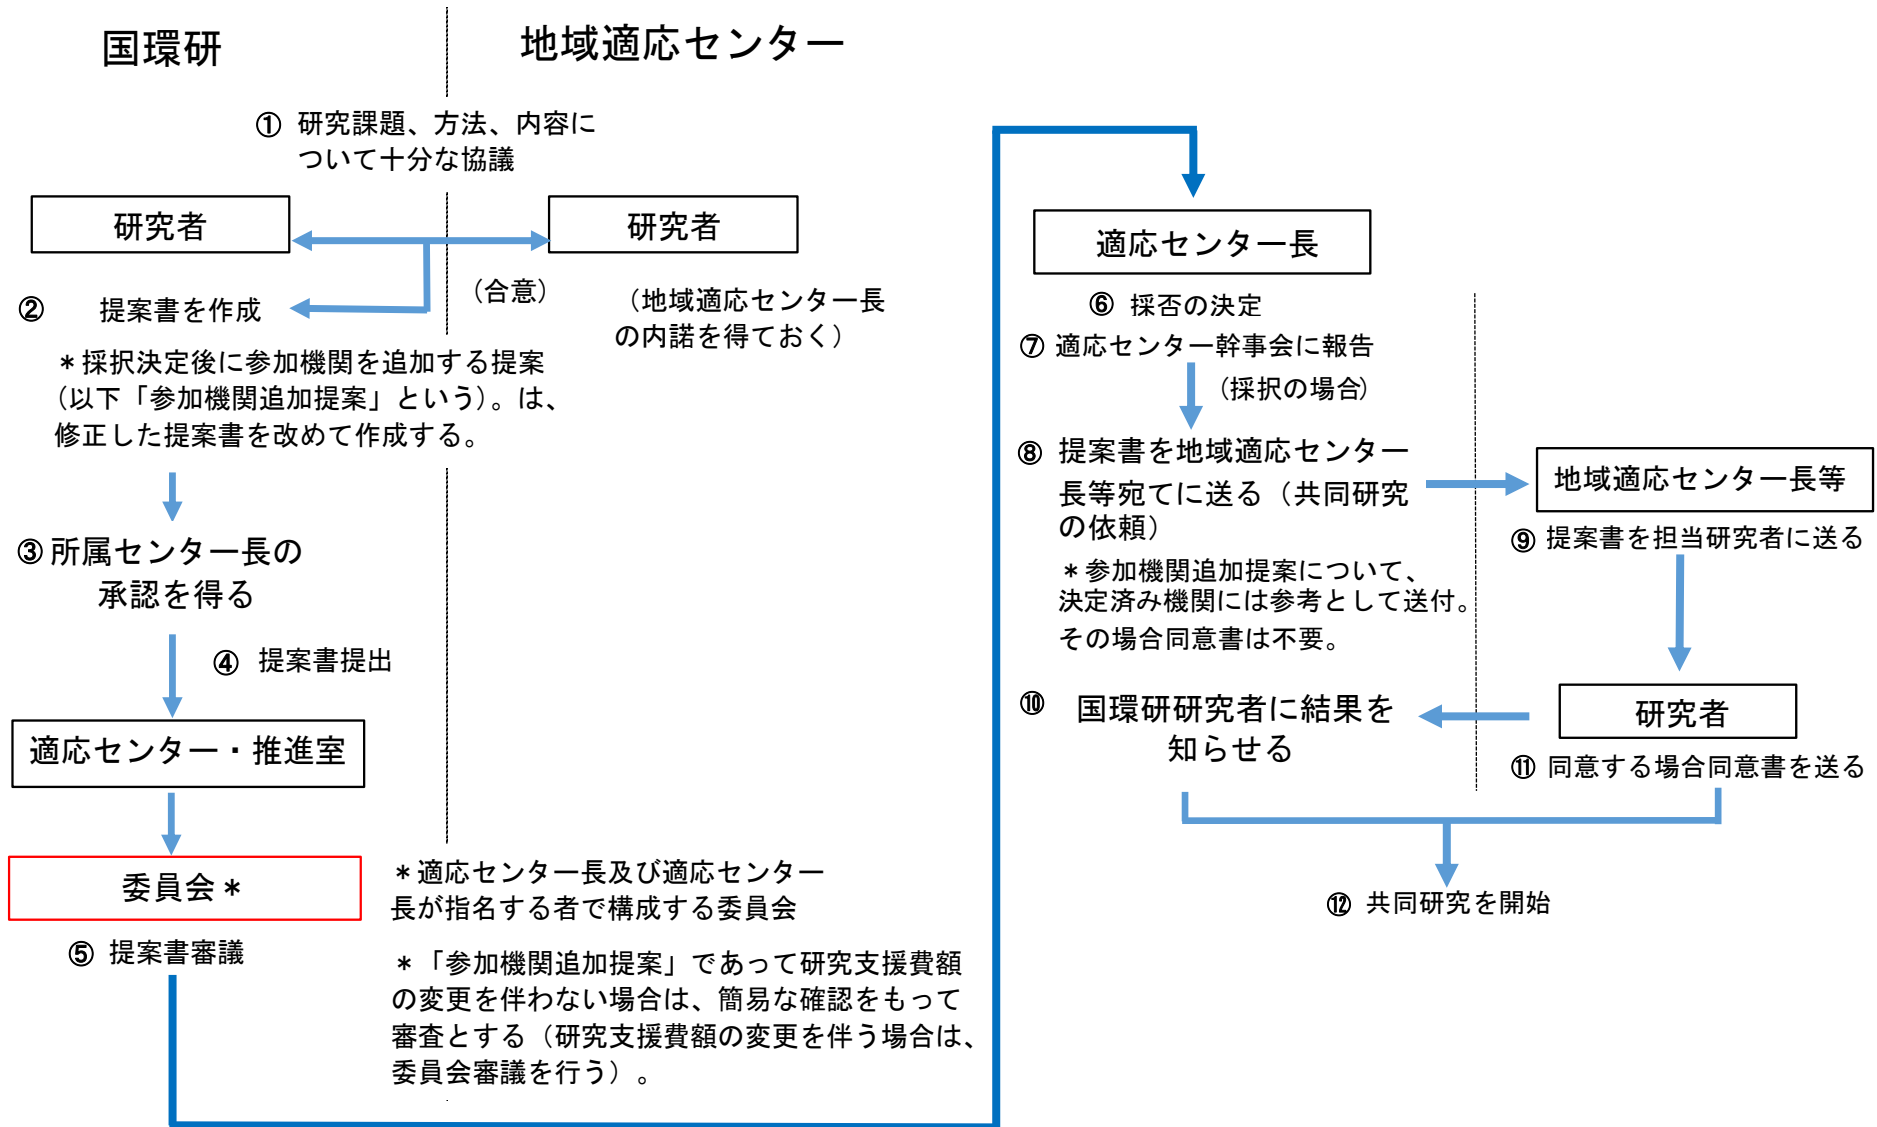 国環研
地域適応センター
① 研究課題、方法、内容に
ついて十分な協議
研究者
研究者
(合意)
② 提案書を作成
（地域適応センター長
の内諾を得ておく）
＊採択決定後に参加機関を追加する提案
（以下「参加機関追加提案」という）。は、
修正した提案書を改めて作成する。
③所属センター長の
承認を得る
④ 提案書提出
適応センター・推進室
委員会＊
⑤ 提案書審議
＊適応センター長及び適応センター
長が指名する者で構成する委員会
＊「参加機関追加提案」であって研究支援費額
の変更を伴わない場合は、簡易な確認をもって
審査とする（研究支援費額の変更を伴う場合は、
委員会審議を行う）。
適応センター長
⑥ 採否の決定
⑦ 適応センター幹事会に報告
(採択の場合)
⑧ 提案書を地域適応センター
長等宛てに送る（共同研究
の依頼）
＊参加機関追加提案について、
決定済み機関には参考として送付。
その場合同意書は不要。
地域適応センター長等
⑨ 提案書を担当研究者に送る
研究者
⑩ 国環研研究者に結果を
知らせる
⑪ 同意する場合同意書を送る
⑫ 共同研究を開始